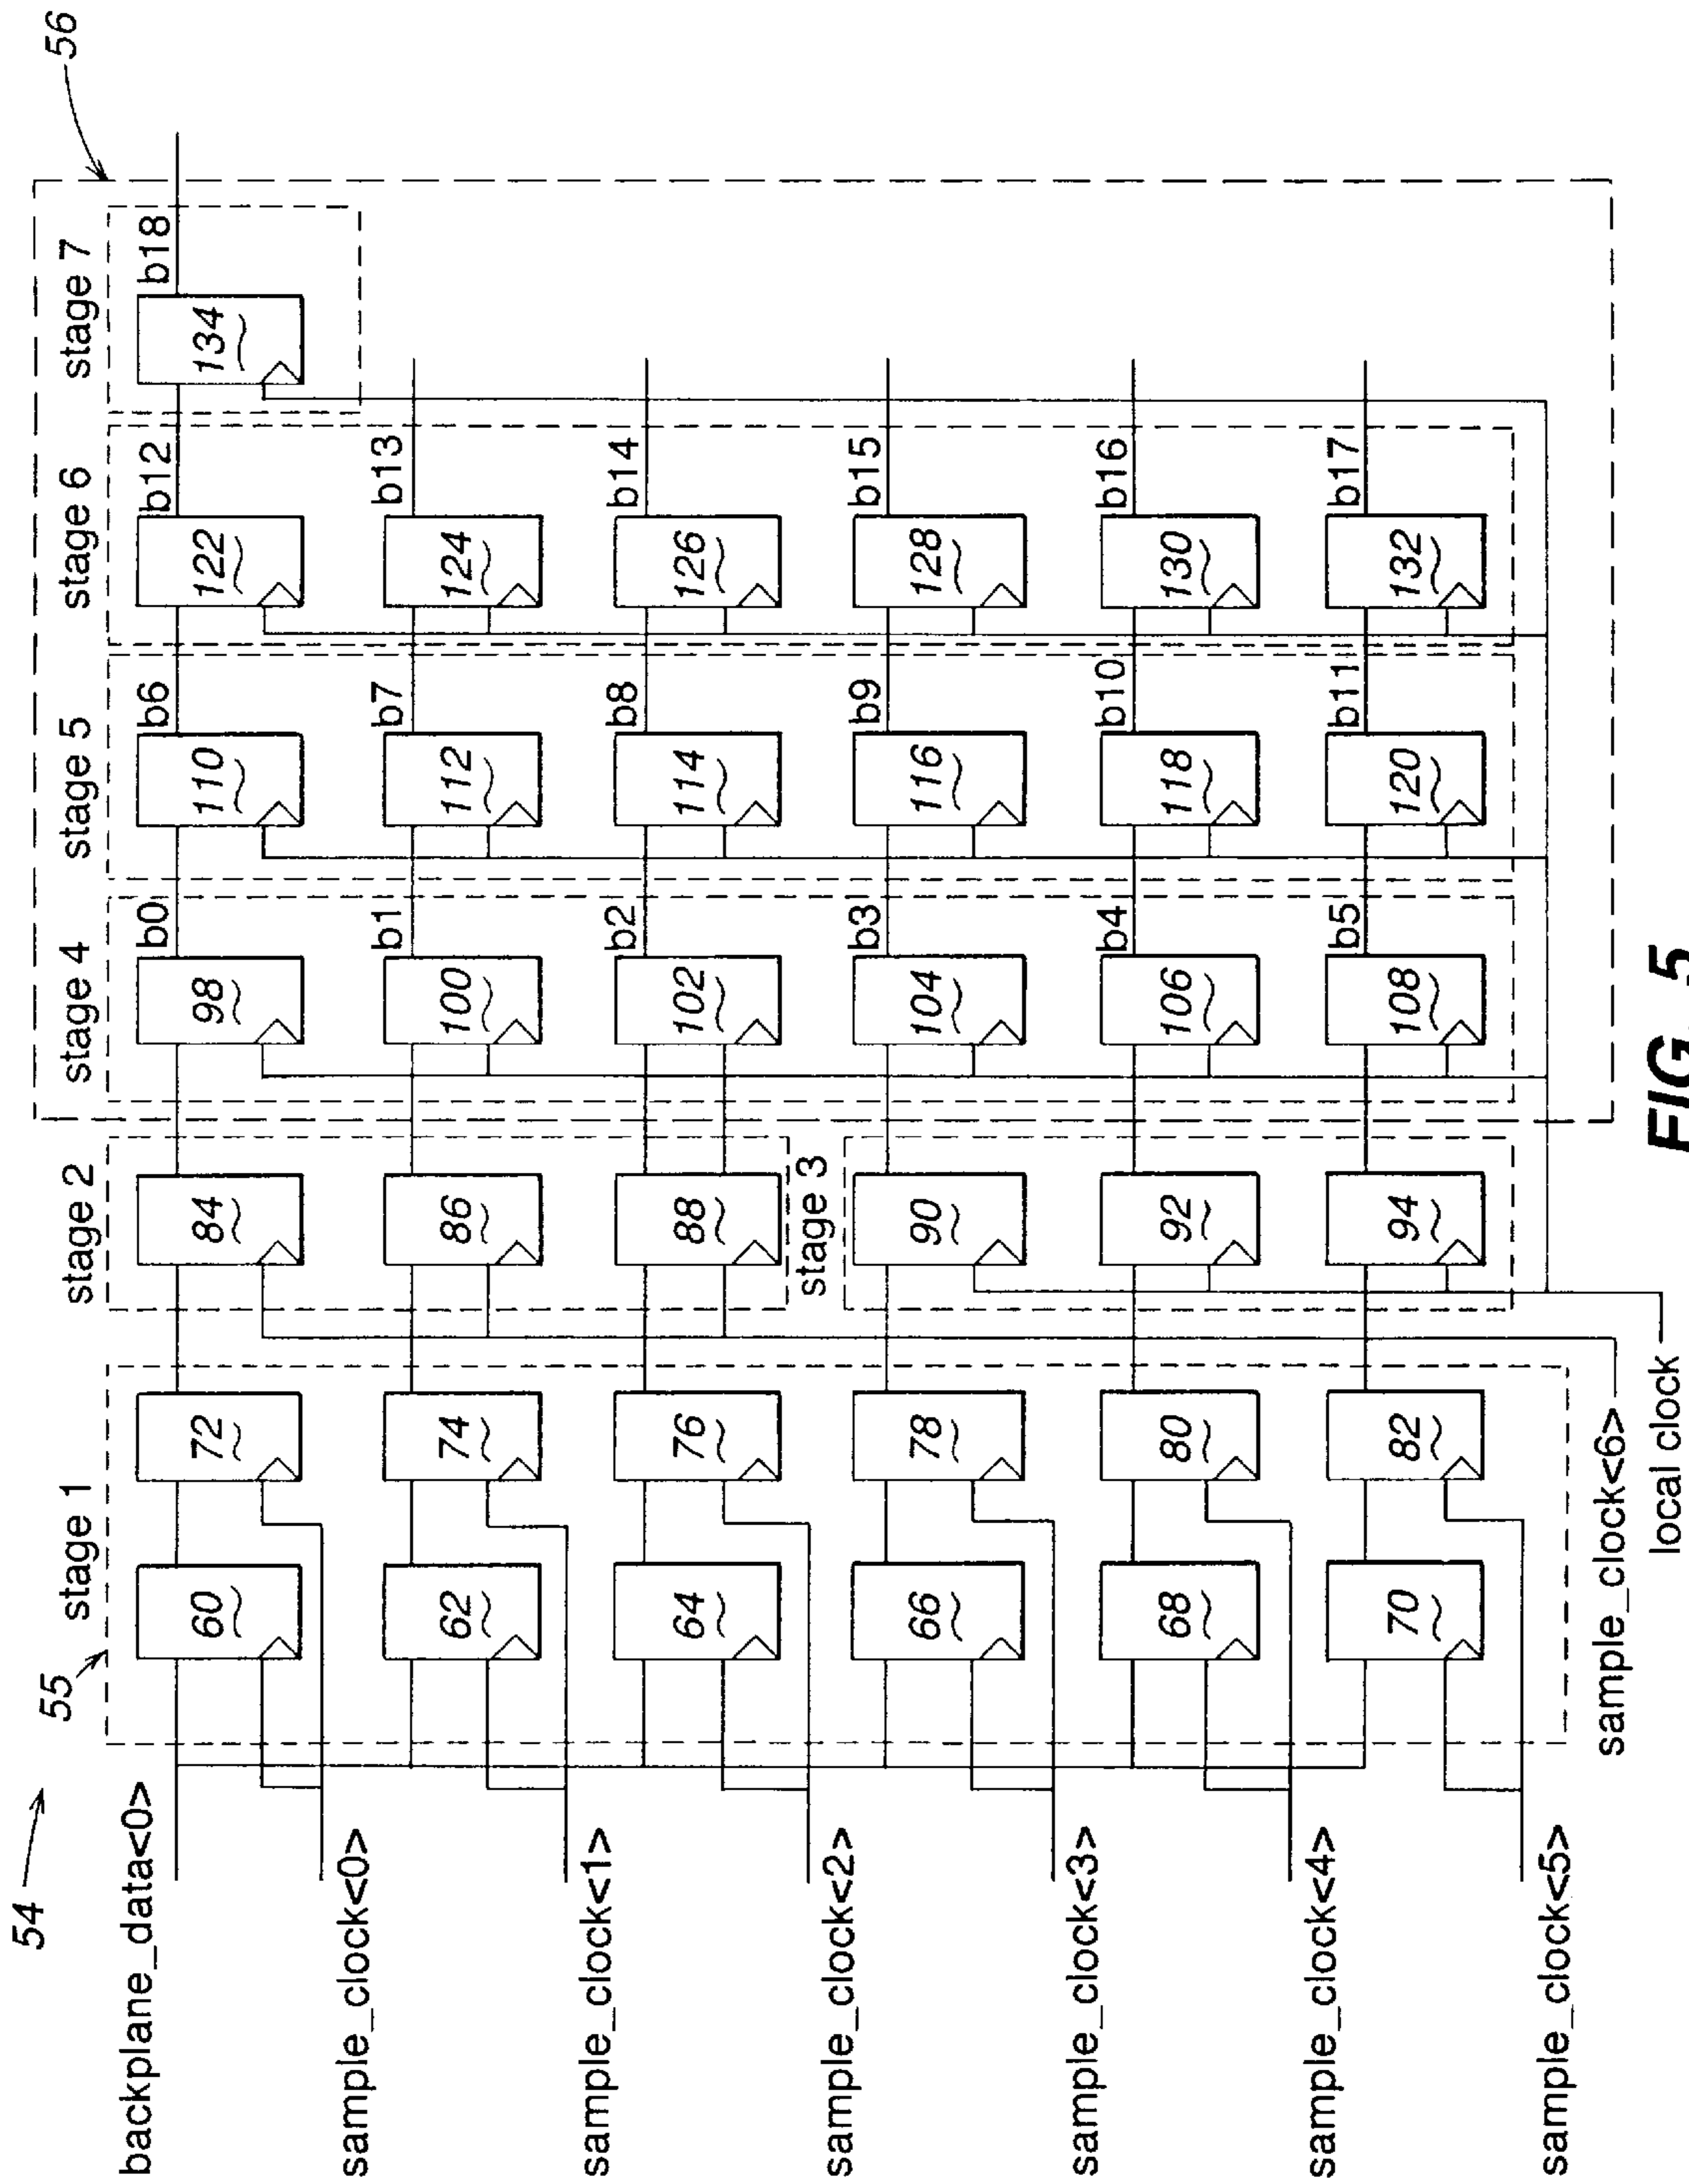 54
55
56
stage 1
stage 2
stage 3
stage 4
stage 5
stage 6
stage 7
backplane_data<0>
60
72
84
98
b0
110
b6
122
b12
134
b18
sample_clock<0>
62
74
86
100
b1
112
b7
124
b13
sample_clock<1>
64
76
88
102
b2
114
b8
126
b14
sample_clock<2>
66
78
90
104
b3
116
b9
128
b15
sample_clock<3>
68
80
92
106
b4
118
b10
130
b16
sample_clock<4>
70
82
94
108
b5
120
b11
132
b17
sample_clock<5>
sample_clock<6>
local clock
FIG. 5